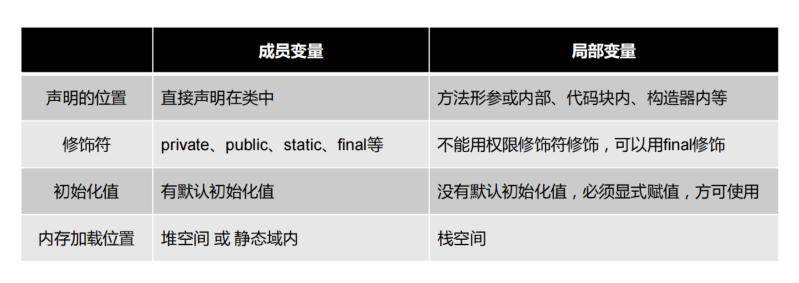 成员变量 局部变量
声明的位置 直接声明在类中 方法形参或内部、代码块内、构造器内等
修饰符 private、public、static、final等 不能用权限修饰符修饰，可以用final修饰
初始化值 有默认初始化值 没有默认初始化值，必须显式赋值，方可使用
内存加载位置 堆空间 或 静态域内 栈空间